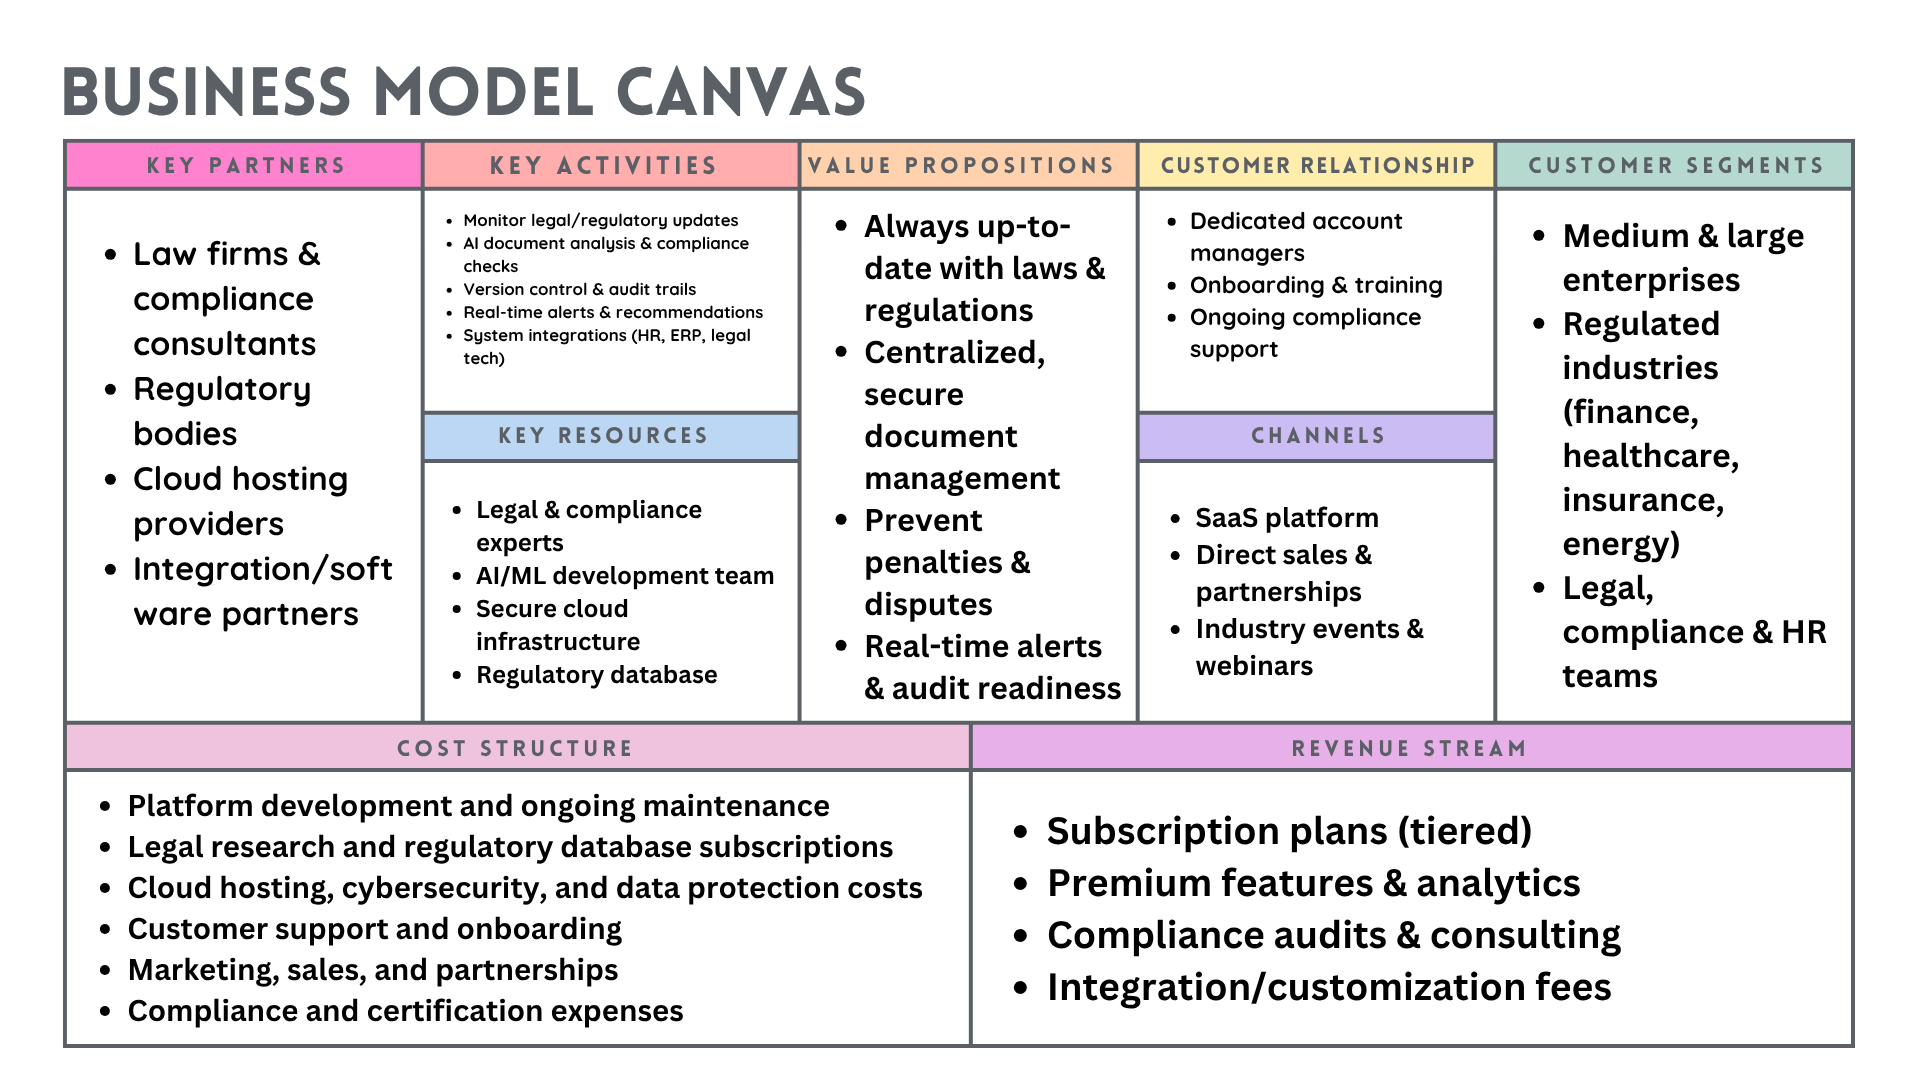 BUSINESS MODEL CANVAS
KEY PARTNERS
Law firms &
compliance
consultants
Regulatory
bodies
Cloud hosting
providers
Integration/soft
ware partners
KEY ACTIVITIES
Monitor legal/regulatory updates
AI document analysis & compliance
checks
Version control & audit trails
Real-time alerts & recommendations
System integrations (HR, ERP, legal
tech)
KEY RESOURCES
Legal & compliance
experts
AI/ML development team
Secure cloud
infrastructure
Regulatory database
VALUE PROPOSITIONS
Always up-to-
date with laws &
regulations
Centralized,
secure
document
management
Prevent
penalties &
disputes
Real-time alerts
& audit readiness
CUSTOMER RELATIONSHIP
Dedicated account
managers
Onboarding & training
Ongoing compliance
support
CHANNELS
SaaS platform
Direct sales &
partnerships
Industry events &
webinars
CUSTOMER SEGMENTS
Medium & large
enterprises
Regulated
industries
(finance,
healthcare,
insurance,
energy)
Legal,
compliance & HR
teams
COST STRUCTURE
Platform development and ongoing maintenance
Legal research and regulatory database subscriptions
Cloud hosting, cybersecurity, and data protection costs
Customer support and onboarding
Marketing, sales, and partnerships
Compliance and certification expenses
REVENUE STREAM
Subscription plans (tiered)
Premium features & analytics
Compliance audits & consulting
Integration/customization fees